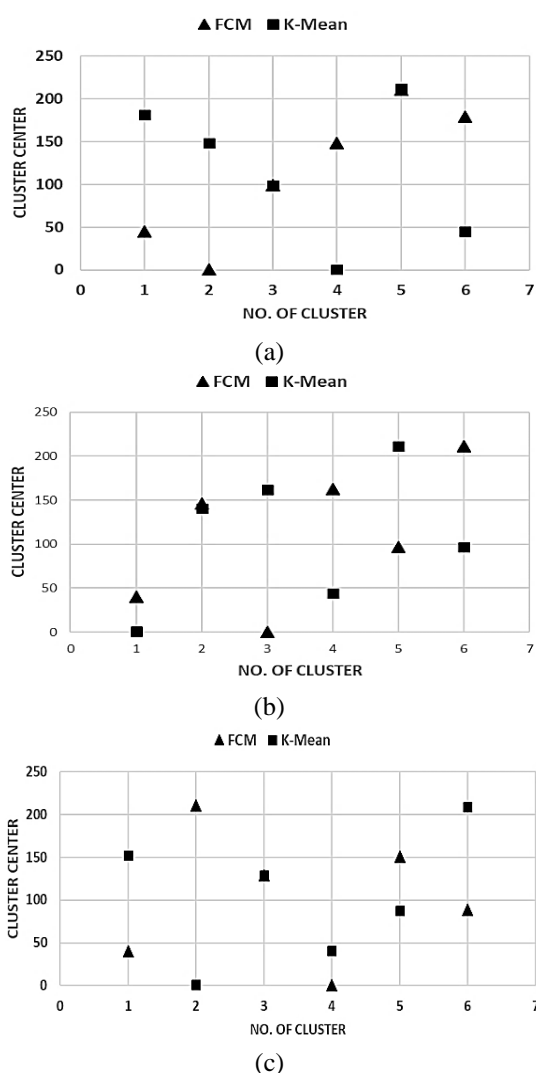 ▲ FCM ■ K-Mean
CLUSTER CENTER
250
200
150
100
50
0
0 1 2 3 4 5 6 7
NO. OF CLUSTER
(a)
▲ FCM ■ K-Mean
CLUSTER CENTER
250
200
150
100
50
0
0 1 2 3 4 5 6 7
NO. OF CLUSTER
(b)
▲ FCM ■ K-Mean
CLUSTER CENTER
250
200
150
100
50
0
0 1 2 3 4 5 6 7
NO. OF CLUSTER
(c)